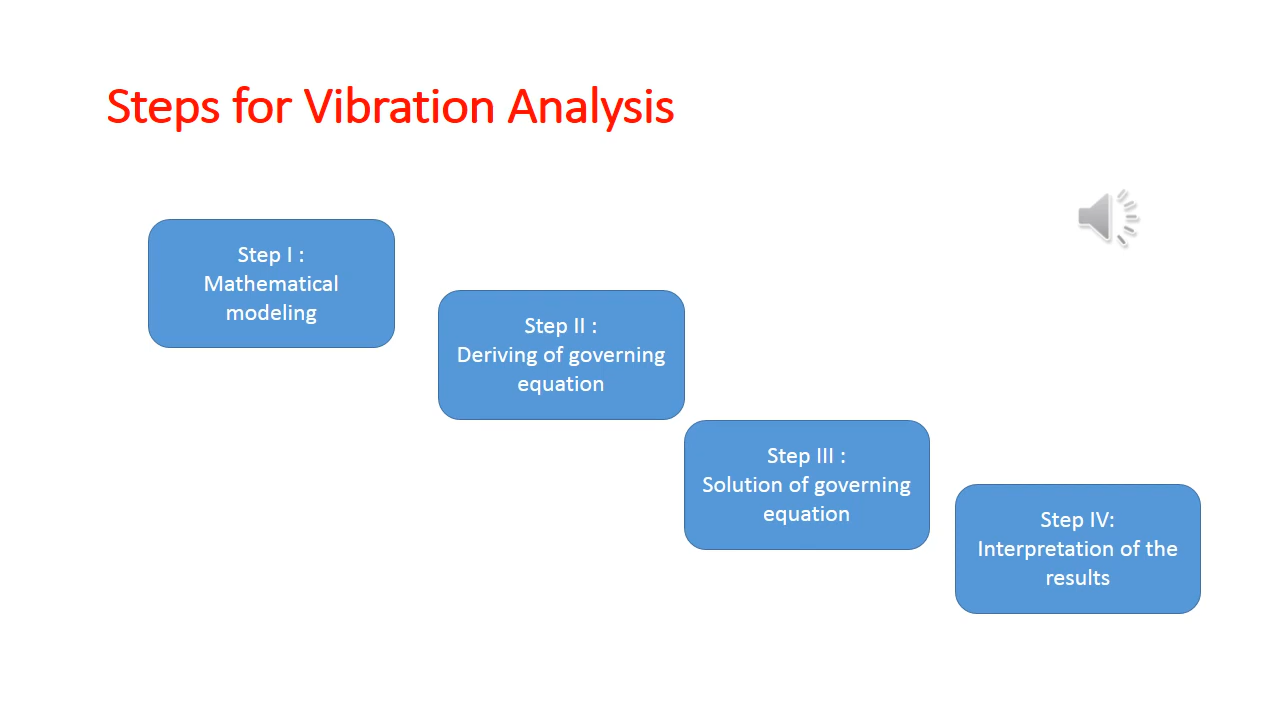 Steps for Vibration Analysis
Step I :
Mathematical
modeling
Step II :
Deriving of governing
equation
Step III :
Solution of governing
equation
Step IV:
Interpretation of the
results